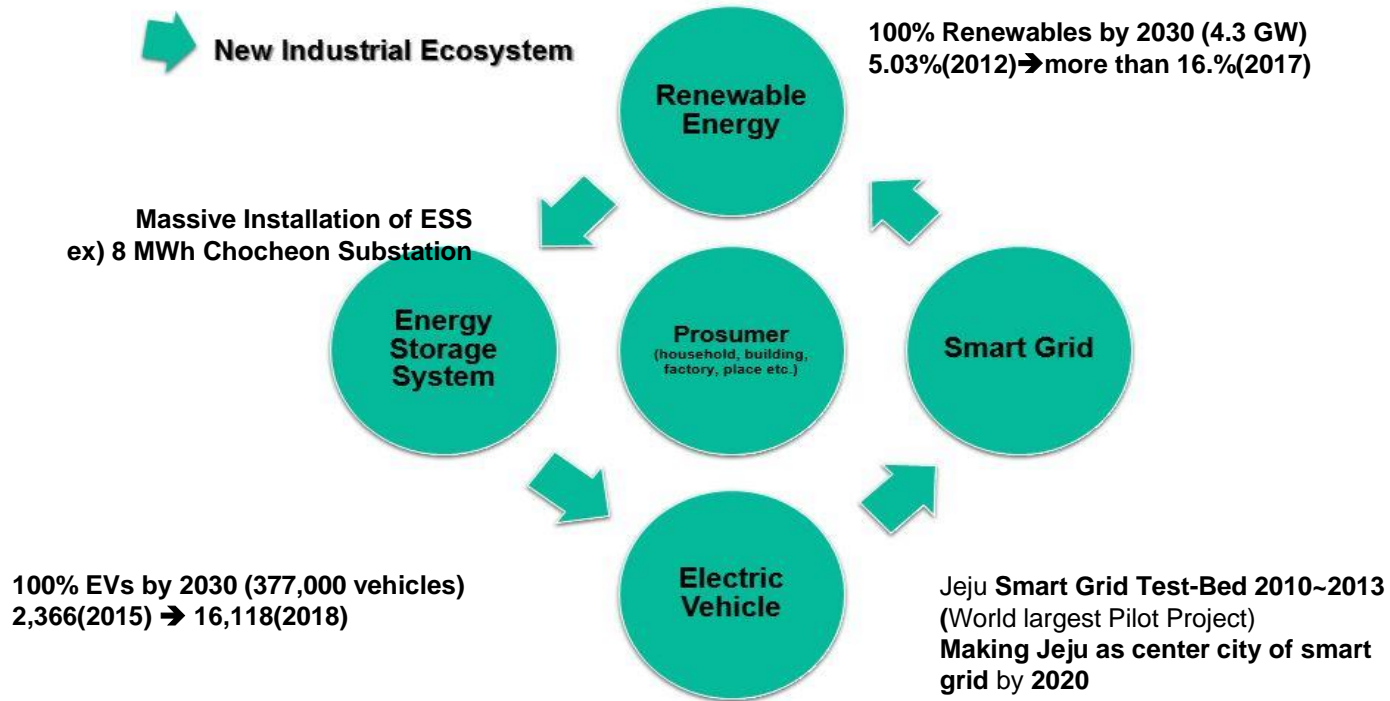 New Industrial Ecosystem
100% Renewables by 2030 (4.3 GW)
5.03%(2012)➔more than 16.%(2017)
Renewable
Energy
Massive Installation of ESS
ex) 8 MWh Chocheon Substation
Energy
Storage
System
Prosumer
(household, building,
factory, place etc.)
Smart Grid
100% EVs by 2030 (377,000 vehicles)
2,366(2015) ➔ 16,118(2018)
Electric
Vehicle
Jeju Smart Grid Test-Bed 2010~2013
(World largest Pilot Project)
Making Jeju as center city of smart
grid by 2020